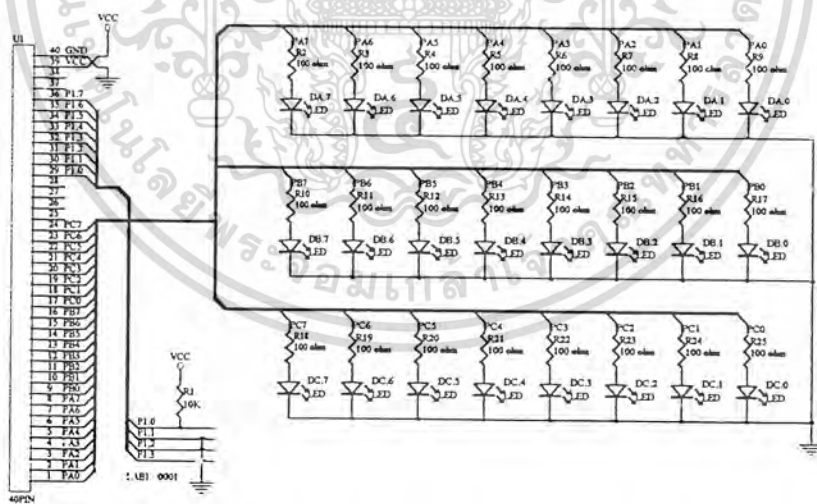 VCC
U1
40 GND
39 VCC
38
37
36 P1.7
35 P1.6
34 P1.5
33 P1.4
32 P1.3
31 P1.2
30 P1.1
29 P1.0
28
27
26
25
24 PC7
23 PC6
22 PC5
21 PC4
20 PC3
19 PC2
18 PC1
17 PC0
16 PB7
15 PB6
14 PB5
13 PB4
12 PB3
11 PB2
10 PB1
9 PB0
8 PA7
7 PA6
6 PA5
5 PA4
4 PA3
3 PA2
2 PA1
1 PA0
40PIN
VCC
R1
10K
P1.0
P1.1
P1.2
P1.3
PA7 PA6 PA5 PA4 PA3 PA2 PA1 PA0
R2 R3 R4 R5 R6 R7 R8 R9
100 ohm 100 ohm 100 ohm 100 ohm 100 ohm 100 ohm 100 ohm 100 ohm
DA.7 DA.6 DA.5 DA.4 DA.3 DA.2 DA.1 DA.0
LED LED LED LED LED LED LED LED
PB7 PB6 PB5 PB4 PB3 PB2 PB1 PB0
R10 R11 R12 R13 R14 R15 R16 R17
100 ohm 100 ohm 100 ohm 100 ohm 100 ohm 100 ohm 100 ohm 100 ohm
DB.7 DB.6 DB.5 DB.4 DB.3 DB.2 DB.1 DB.0
LED LED LED LED LED LED LED LED
PC7 PC6 PC5 PC4 PC3 PC2 PC1 PC0
R18 R19 R20 R21 R22 R23 R24 R25
100 ohm 100 ohm 100 ohm 100 ohm 100 ohm 100 ohm 100 ohm 100 ohm
DC.7 DC.6 DC.5 DC.4 DC.3 DC.2 DC.1 DC.0
LED LED LED LED LED LED LED LED